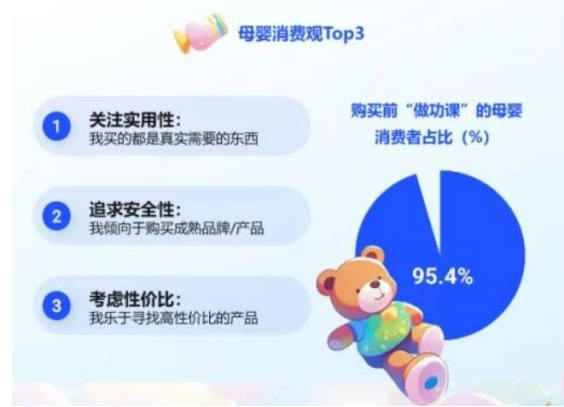 母婴消费观Top3
1
关注实用性：
我买的都是真实需要的东西
2
追求安全性：
我倾向于购买成熟品牌/产品
3
考虑性价比：
我乐于寻找高性价比的产品
购买前“做功课”的母婴
消费者占比（%）
95.4%